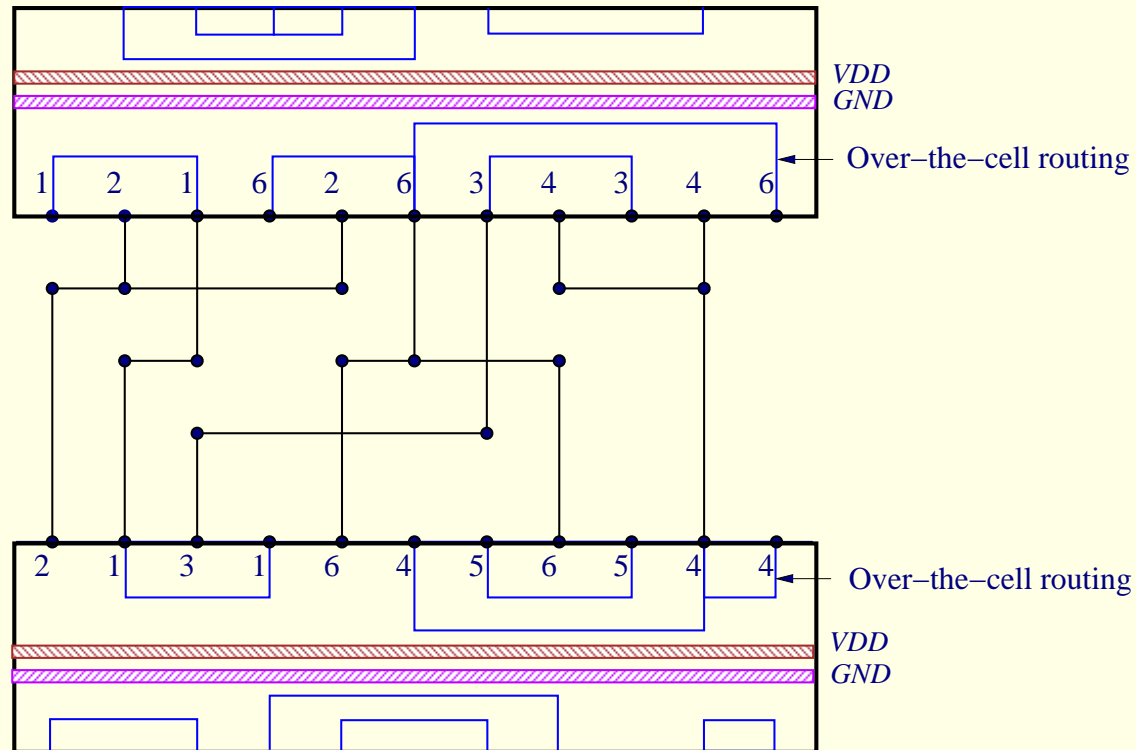 VDD
GND
Over−the−cell routing
1 2 1 6 2 6 3 4 3 4 6
2 1 3 1 6 4 5 6 5 4 4
Over−the−cell routing
VDD
GND